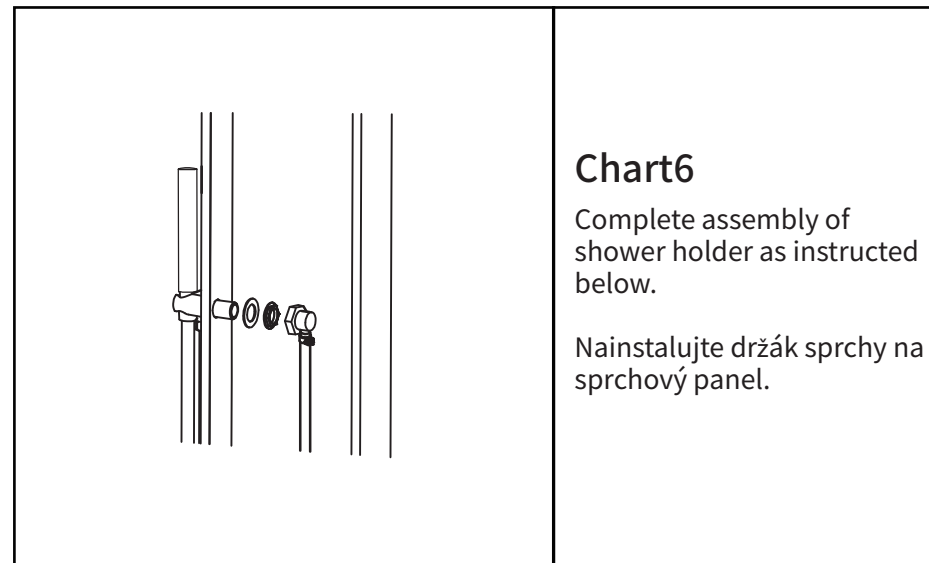 Chart6
Complete assembly of
shower holder as instructed
below.
Nainstalujte držák sprchy na
sprchový panel.